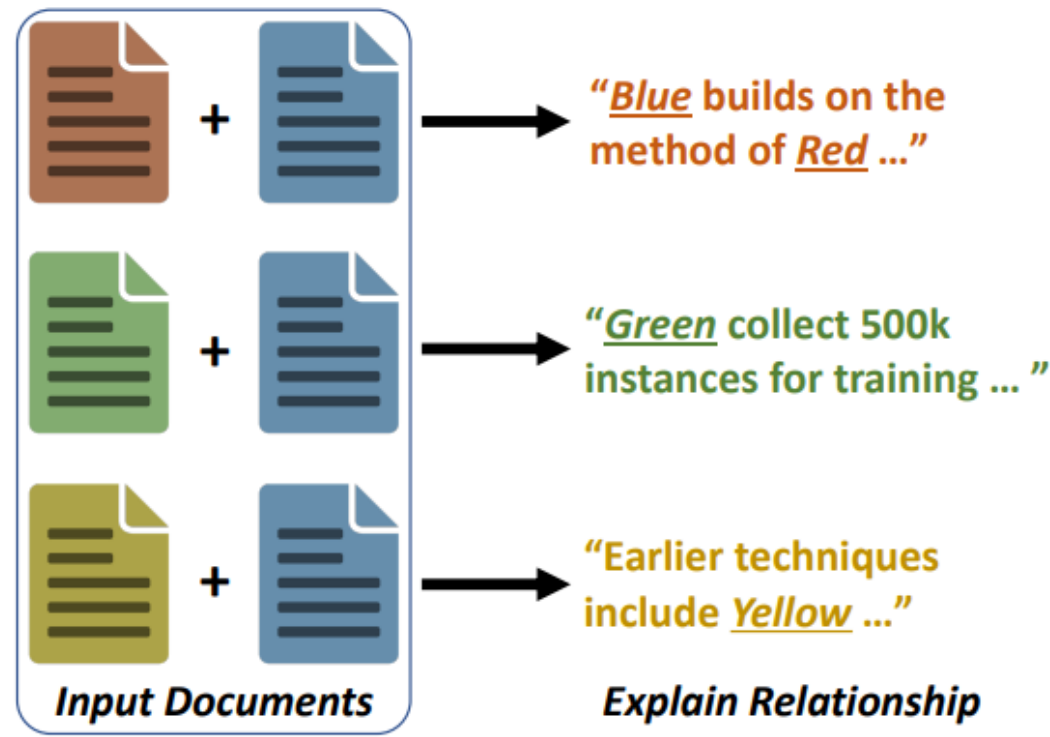 +
“Blue builds on the
method of Red ...”
+
“Green collect 500k
instances for training ... ”
+
“Earlier techniques
include Yellow ...”
Input Documents
Explain Relationship